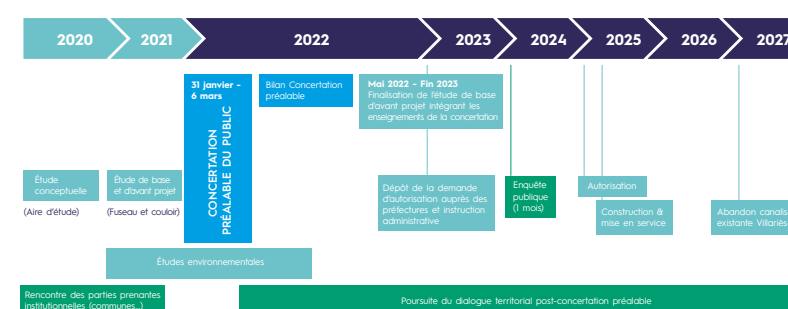 2020
2021
2022
2023
2024
2025
2026
2027
31 janvier -
6 mars
CONCERTATION
PRÉALABLE DU PUBLIC
Bilan Concertation
préalable
Mai 2022 - Fin 2023
Finalisation de l'étude de base
d'avant projet intégrant les
enseignements de la concertation
Étude
conceptuelle
(Aire d'étude)
Étude de base
et d'avant projet
(Fuseau et couloir)
Dépôt de la demande
d'autorisation auprès des
préfectures et instruction
administrative
Enquête
publique
(1 mois)
Autorisation
Construction &
mise en service
Abandon canalis
existante Villariès
Études environnementales
Rencontre des parties prenantes
institutionnelles (communes...)
Poursuite du dialogue territorial post-concertation préalable